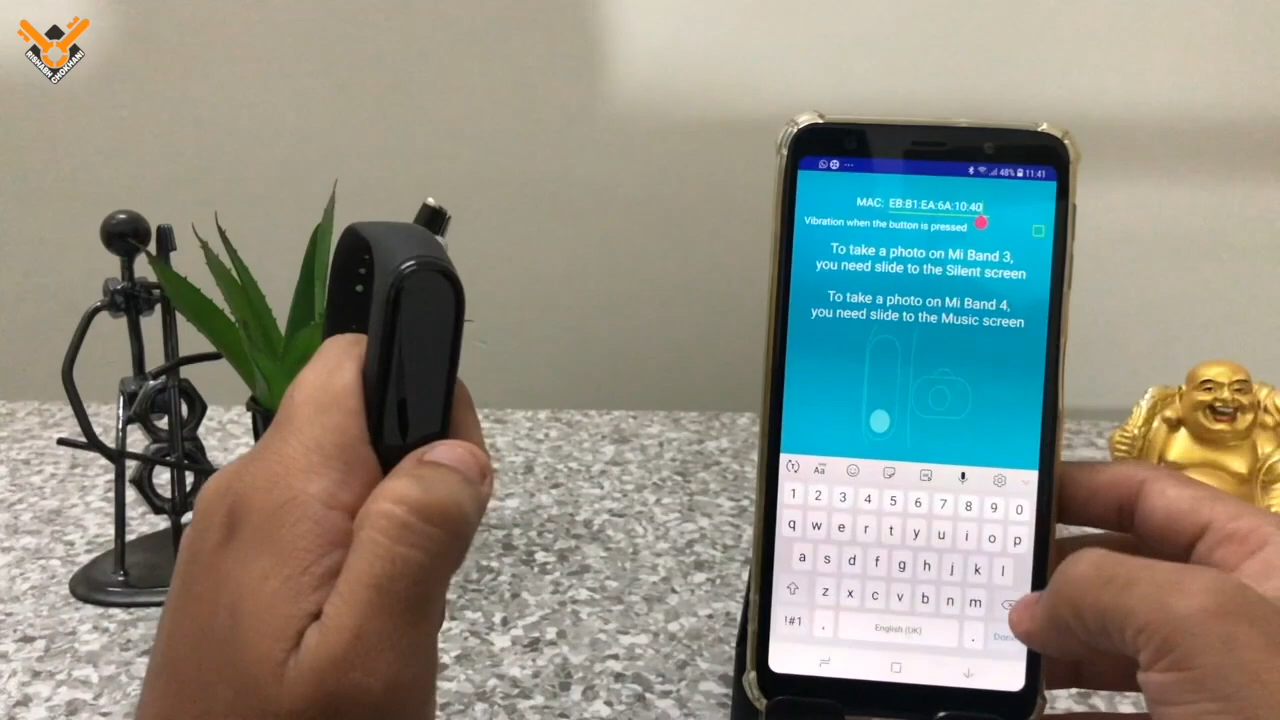 RISHABH CHOKHANI
48% 11:41
MAC: EB:B1:EA:6A:10:40
Vibration when the button is pressed
To take a photo on Mi Band 3,
you need slide to the Silent screen
To take a photo on Mi Band 4,
you need slide to the Music screen
Aa
1 2 3 4 5 6 7 8 9 0
q w e r t y u i o p
a s d f g h j k l
z x c v b n m
!#1 , English (UK) . Done